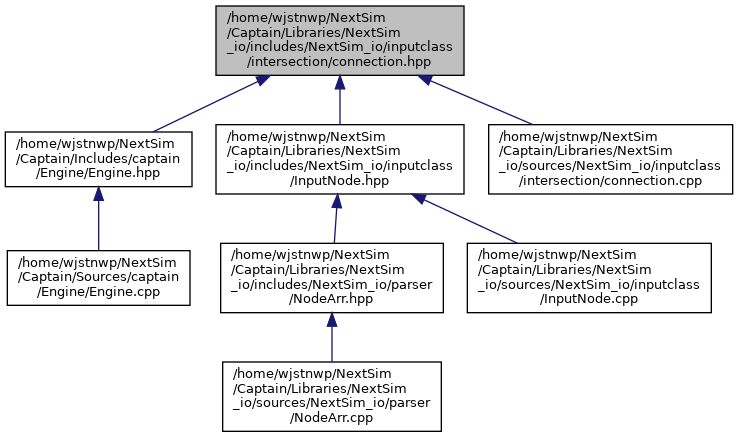 /home/wjstnwp/NextSim
/Captain/Libraries/NextSim
_io/includes/NextSim_io/inputclass
/intersection/connection.hpp
/home/wjstnwp/NextSim
/Captain/Includes/captain
/Engine/Engine.hpp
/home/wjstnwp/NextSim
/Captain/Libraries/NextSim
_io/includes/NextSim_io/inputclass
/InputNode.hpp
/home/wjstnwp/NextSim
/Captain/Libraries/NextSim
_io/sources/NextSim_io/inputclass
/intersection/connection.cpp
/home/wjstnwp/NextSim
/Captain/Sources/captain
/Engine/Engine.cpp
/home/wjstnwp/NextSim
/Captain/Libraries/NextSim
_io/includes/NextSim_io/parser
/NodeArr.hpp
/home/wjstnwp/NextSim
/Captain/Libraries/NextSim
_io/sources/NextSim_io/inputclass
/InputNode.cpp
/home/wjstnwp/NextSim
/Captain/Libraries/NextSim
_io/sources/NextSim_io/parser
/NodeArr.cpp